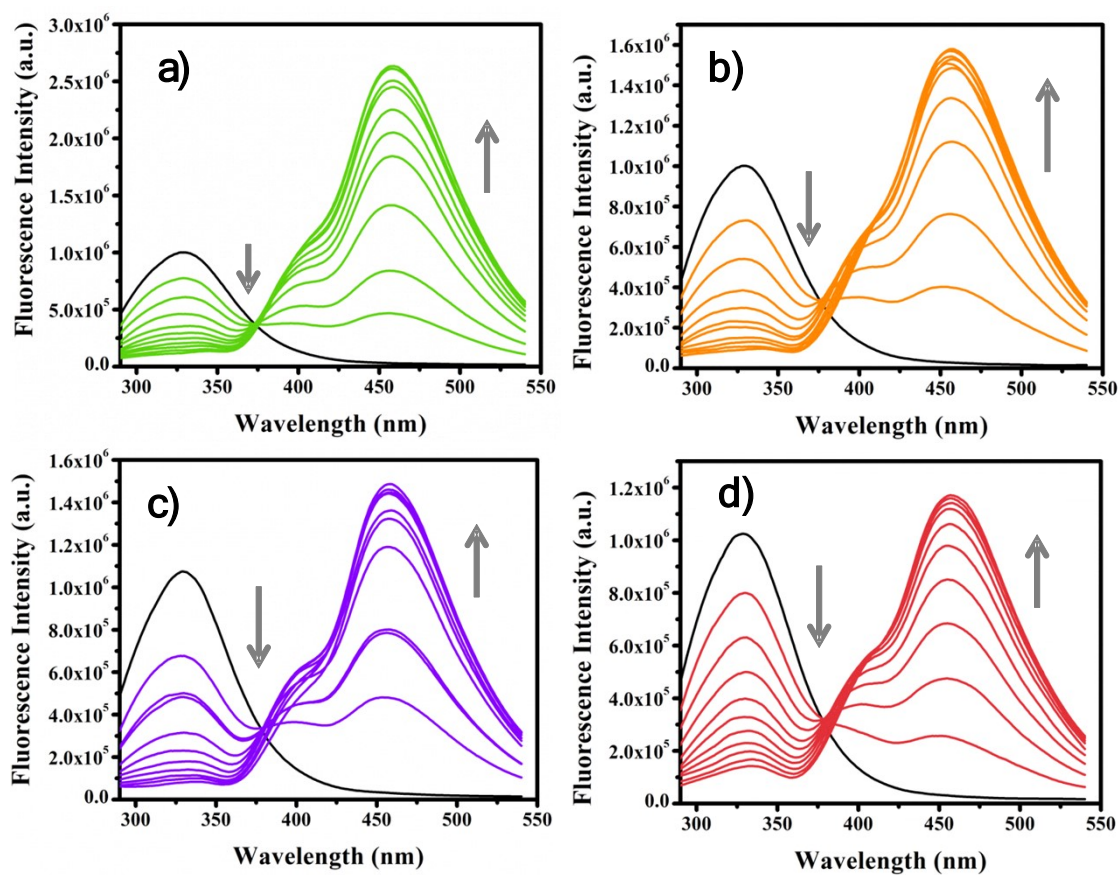 a)
Fluorescence Intensity (a.u.)
3.0x10⁶
2.5x10⁶
2.0x10⁶
1.5x10⁶
1.0x10⁶
5.0x10⁵
0.0
300 350 400 450 500 550
Wavelength (nm)
b)
Fluorescence Intensity (a.u.)
1.6x10⁶
1.4x10⁶
1.2x10⁶
1.0x10⁶
8.0x10⁵
6.0x10⁵
4.0x10⁵
2.0x10⁵
0.0
300 350 400 450 500 550
Wavelength (nm)
c)
Fluorescence Intensity (a.u.)
1.6x10⁶
1.4x10⁶
1.2x10⁶
1.0x10⁶
8.0x10⁵
6.0x10⁵
4.0x10⁵
2.0x10⁵
0.0
300 350 400 450 500 550
Wavelength (nm)
d)
Fluorescence Intensity (a.u.)
1.2x10⁶
1.0x10⁶
8.0x10⁵
6.0x10⁵
4.0x10⁵
2.0x10⁵
0.0
300 350 400 450 500 550
Wavelength (nm)